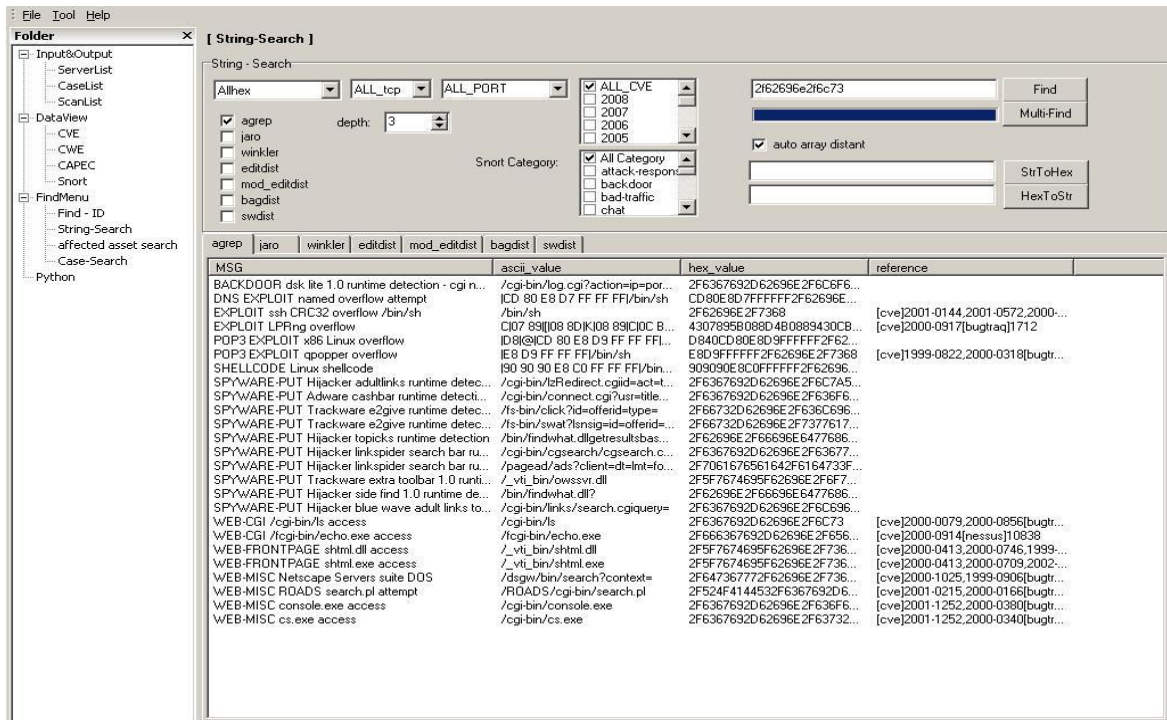 File Tool Help
Folder ×
Input&Output
ServerList
CaseList
ScanList
DataView
CVE
CWE
CAPEC
Snort
FindMenu
Find - ID
String-Search
affected asset search
Case-Search
Python
[ String-Search ]
String - Search
Allhex ALL_tcp ALL_PORT
agrep depth: 3
jaro
winkler
editdist
mod_editdist
bagdist
swdist
ALL_CVE
2008
2007
2006
2005
Snort Category:
All Category
attack-respons
backdoor
bad-traffic
chat
2f62696e2f6c73 Find
Multi-Find
auto array distant
StrToHex
HexToStr
agrep jaro winkler editdist mod_editdist bagdist swdist
MSG ascii_value hex_value reference
BACKDOOR dsk lite 1.0 runtime detection - cgi n... /cgi-bin/log.cgi?action=ip=por... 2F6367692D62696E2F6C6F6...
DNS EXPLOIT named overflow attempt |CD 80 E8 D7 FF FF FF|/bin/sh CD80E8D7FFFFFF2F62696E...
EXPLOIT ssh CRC32 overflow /bin/sh /bin/sh 2F62696E2F7368 [cve]2001-0144,2001-0572,2000-...
EXPLOIT LPRng overflow C|07 89|[|08 8D|K|08 89|C|0C B... 4307895B088D4B0889430CB... [cve]2000-0917[bugtraq]1712
POP3 EXPLOIT x86 Linux overflow |D8|@|CD 80 E8 D9 FF FF FF|... D840CD80E8D9FFFFFF2F62...
POP3 EXPLOIT qpopper overflow |E8 D9 FF FF FF|/bin/sh E8D9FFFFFF2F62696E2F7368 [cve]1999-0822,2000-0318[bugtr...
SHELLCODE Linux shellcode |90 90 90 E8 C0 FF FF FF|/bin... 909090E8C0FFFFFF2F62696...
SPYWARE-PUT Hijacker adultlinks runtime detec... /cgi-bin/lzRedirect.cgiid=act=t... 2F6367692D62696E2F6C7A5...
SPYWARE-PUT Adware cashbar runtime detecti... /cgi-bin/connect.cgi?usr=title... 2F6367692D62696E2F636F6...
SPYWARE-PUT Trackware e2give runtime detec... /fs-bin/click?id=offerid=type= 2F66732D62696E2F636C696...
SPYWARE-PUT Trackware e2give runtime detec... /fs-bin/swat?lsnsig=id=offerid=... 2F66732D62696E2F7377617...
SPYWARE-PUT Hijacker topicks runtime detection /bin/findwhat.dllgetresultsbas... 2F62696E2F66696E6477686...
SPYWARE-PUT Hijacker linkspider search bar ru... /cgi-bin/cgsearch/cgsearch.c... 2F6367692D62696E2F63677...
SPYWARE-PUT Hijacker linkspider search bar ru... /pagead/ads?client=dt=lmt=fo... 2F7061676561642F6164733F...
SPYWARE-PUT Trackware extra toolbar 1.0 runti... /_vti_bin/owssvr.dll 2F5F7674695F62696E2F6F7...
SPYWARE-PUT Hijacker side find 1.0 runtime de... /bin/findwhat.dll? 2F62696E2F66696E6477686...
SPYWARE-PUT Hijacker blue wave adult links to... /cgi-bin/links/search.cgiquery= 2F6367692D62696E2F6C696...
WEB-CGI /cgi-bin/ls access /cgi-bin/ls 2F6367692D62696E2F6C73 [cve]2000-0079,2000-0856[bugtr...
WEB-CGI /fcgi-bin/echo.exe access /fcgi-bin/echo.exe 2F666367692D62696E2F656... [cve]2000-0914[nessus]10838
WEB-FRONTPAGE shtml.dll access /_vti_bin/shtml.dll 2F5F7674695F62696E2F736... [cve]2000-0413,2000-0746,1999-...
WEB-FRONTPAGE shtml.exe access /_vti_bin/shtml.exe 2F5F7674695F62696E2F736... [cve]2000-0413,2000-0709,2002-...
WEB-MISC Netscape Servers suite DOS /dsgw/bin/search?context= 2F647367772F62696E2F736... [cve]2000-1025,1999-0906[bugtr...
WEB-MISC ROADS search.pl attempt /ROADS/cgi-bin/search.pl 2F524F4144532F6367692D6... [cve]2001-0215,2000-0166[bugtr...
WEB-MISC console.exe access /cgi-bin/console.exe 2F6367692D62696E2F636F6... [cve]2001-1252,2000-0380[bugtr...
WEB-MISC cs.exe access /cgi-bin/cs.exe 2F6367692D62696E2F63732... [cve]2001-1252,2000-0340[bugtr...